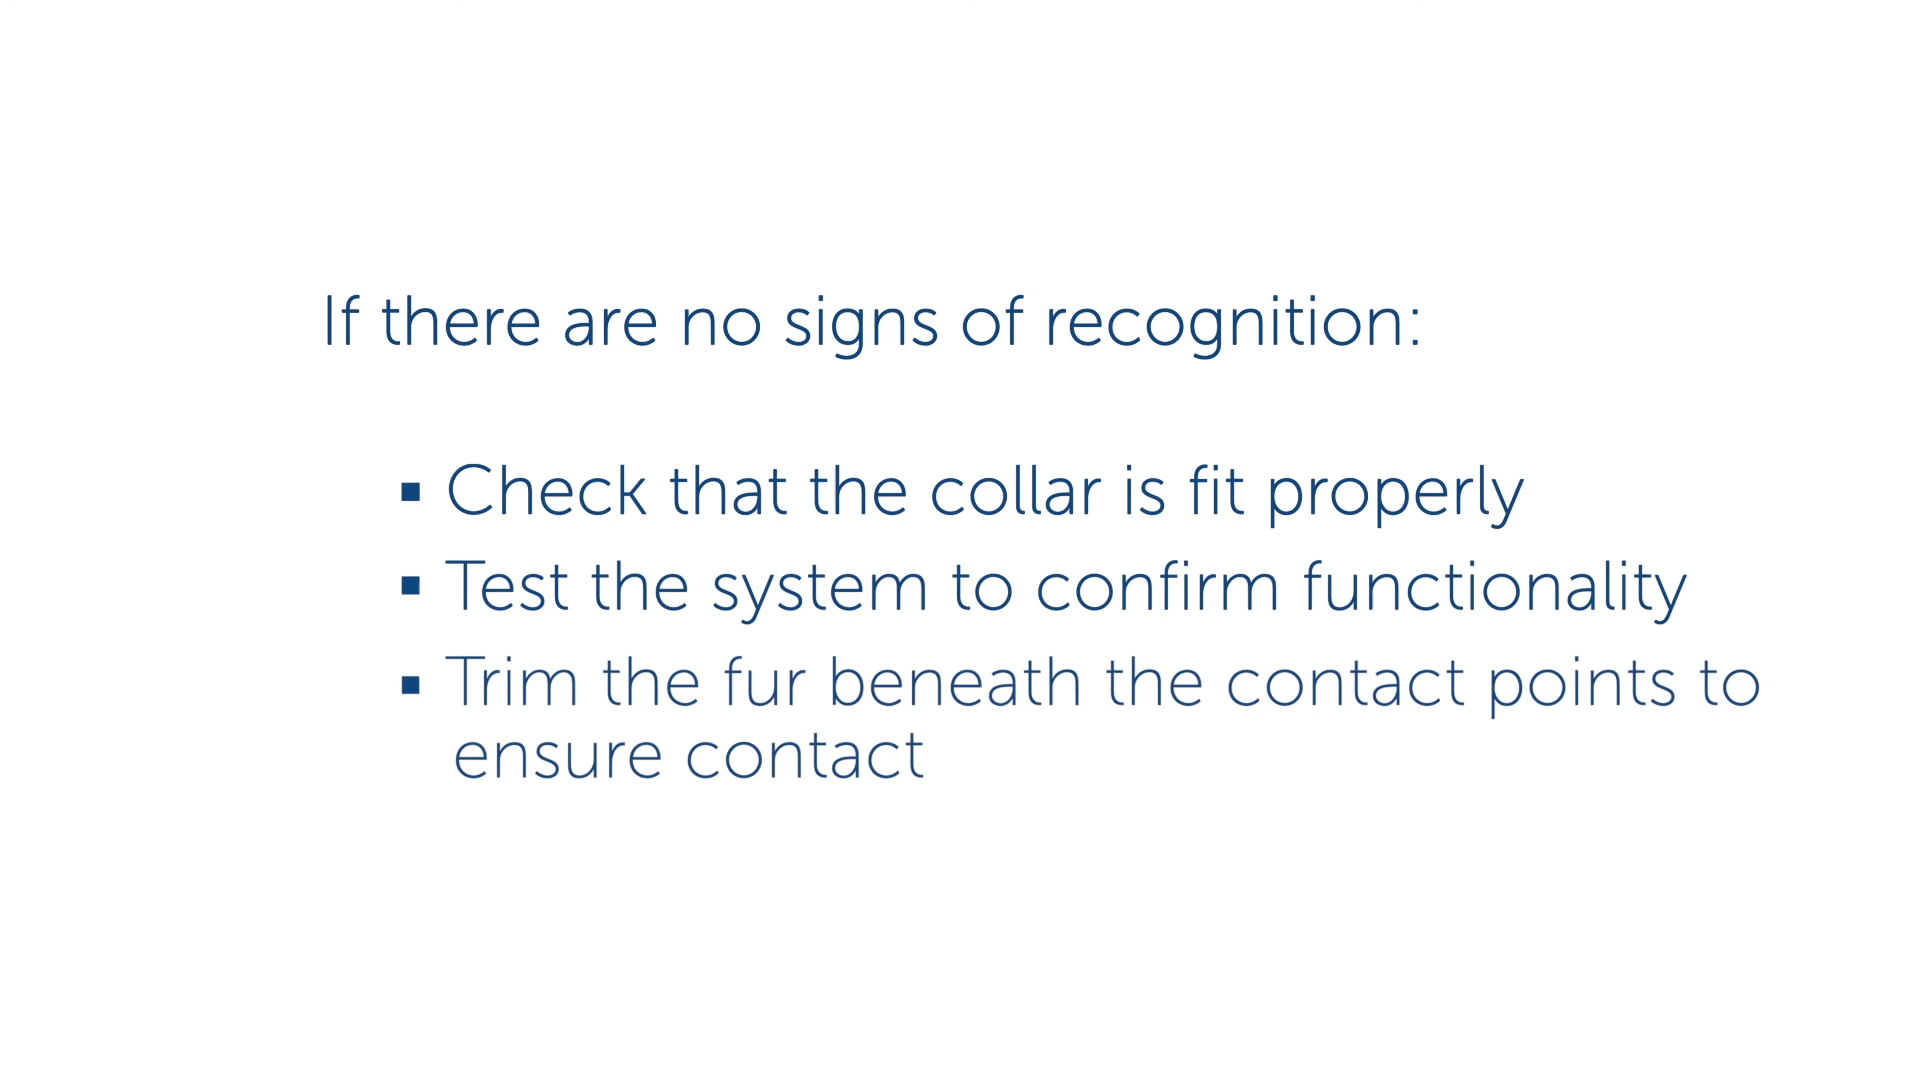 If there are no signs of recognition:
▪ Check that the collar is fit properly
▪ Test the system to confirm functionality
▪ Trim the fur beneath the contact points to
ensure contact